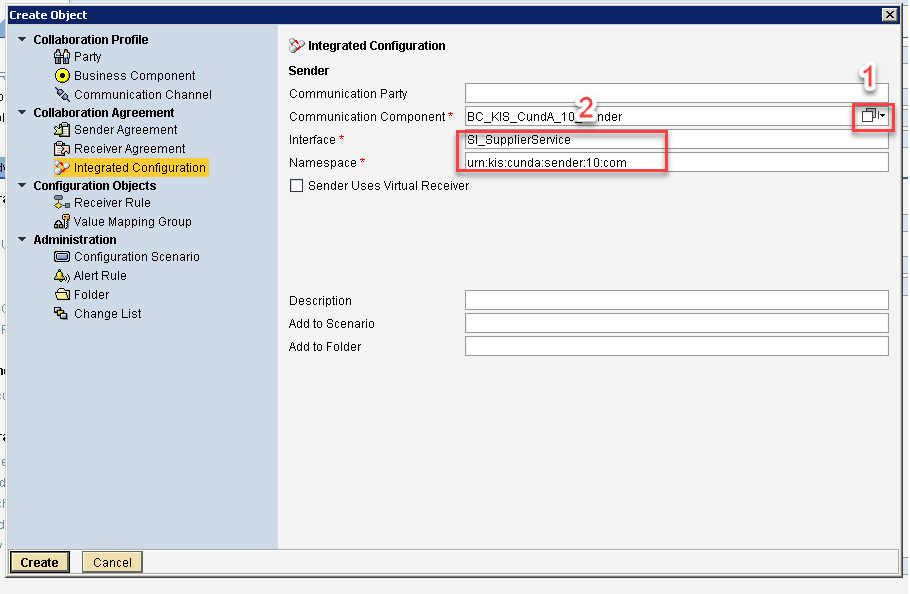 Create Object
Collaboration Profile
Party
Business Component
Communication Channel
Collaboration Agreement
Sender Agreement
Receiver Agreement
Integrated Configuration
Configuration Objects
Receiver Rule
Value Mapping Group
Administration
Configuration Scenario
Alert Rule
Folder
Change List
Integrated Configuration
Sender
1
Communication Party
2
Communication Component * BC_KIS_CundA_10_
Interface * SI_SupplierService
Namespace * urn:kis:cunda:sender:10:com
Sender Uses Virtual Receiver
Description
Add to Scenario
Add to Folder
Create Cancel